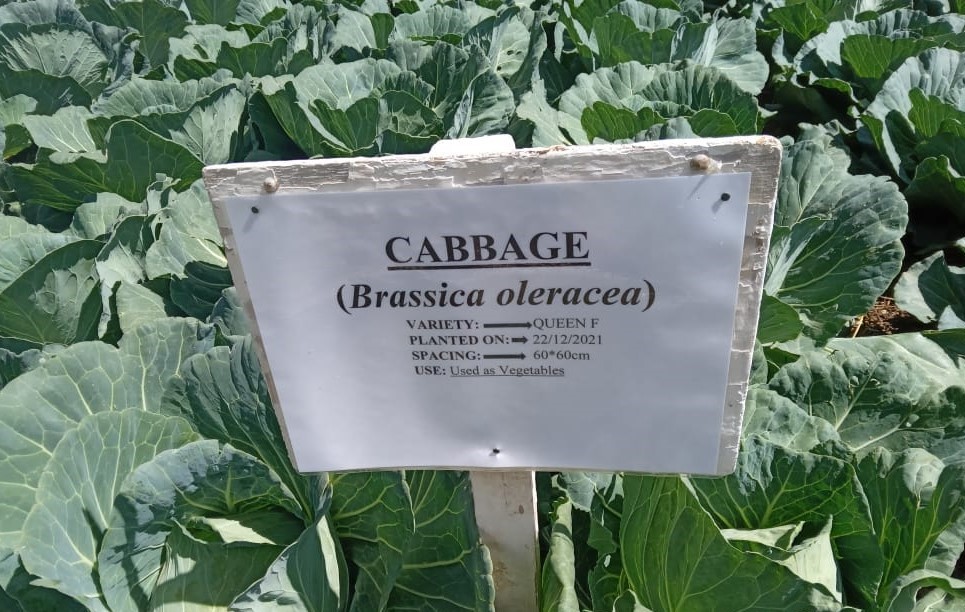 CABBAGE
(Brassica oleracea)
VARIETY: ➞QUEEN F
PLANTED ON: ➞ 22/12/2021
SPACING: ➞ 60*60cm
USE: Used as Vegetables